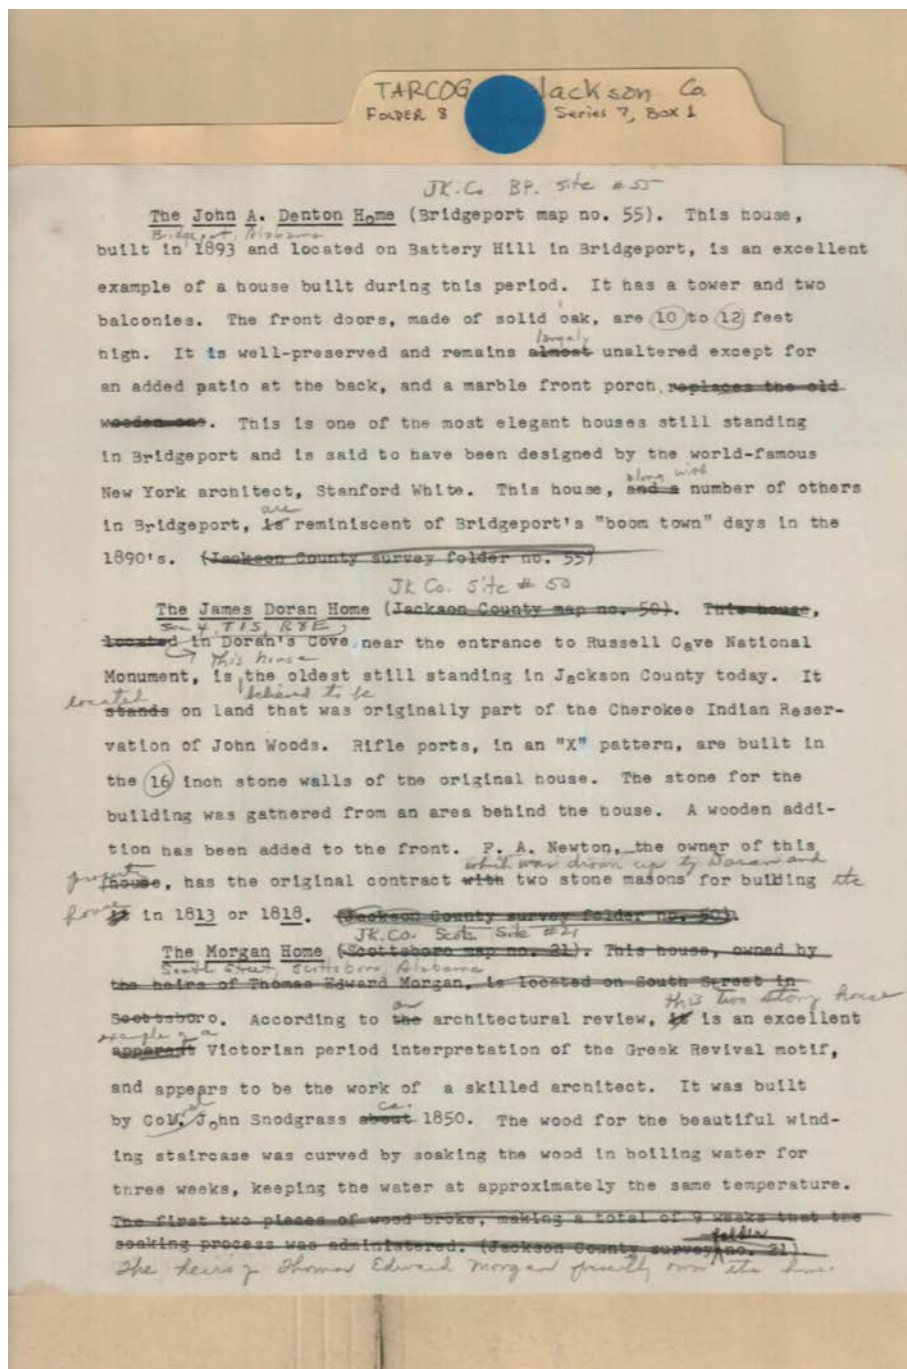 TARCOG Jackson Co.
FOLDER 8 Series 7, Box 1
JK.Co BP. Site #55
The John A. Denton Home (Bridgeport map no. 55). This house,
Bridgeport, Alabama
built in 1893 and located on Battery Hill in Bridgeport, is an excellent
example of a house built during this period. It has a tower and two
balconies. The front doors, made of solid oak, are 10 to 12 feet
largely
high. It is well-preserved and remains almost unaltered except for
an added patio at the back, and a marble front porch replaces the old
wooden one. This is one of the most elegant houses still standing
in Bridgeport and is said to have been designed by the world-famous
along with
New York architect, Stanford White. This house, and a number of others
are
in Bridgeport, is reminiscent of Bridgeport's "boom town" days in the
1890's. (Jackson County survey folder no. 55)
JK Co. Site # 50
The James Doran Home (Jackson County map no. 50). This house,
Sec 4, T1S, R8E,
located in Doran's Cove, near the entrance to Russell Cave National
This house
Monument, is the oldest still standing in Jackson County today. It
located believed to be
stands on land that was originally part of the Cherokee Indian Reser-
vation of John Woods. Rifle ports, in an "X" pattern, are built in
the 16 inch stone walls of the original house. The stone for the
building was gathered from an area behind the house. A wooden addi-
tion has been added to the front. F. A. Newton, the owner of this
property which was drawn up by Doran and
house, has the original contract with two stone masons for building the
house it in 1813 or 1818. (Jackson County survey folder no. 50).
JK.Co. Scots Site #21
The Morgan Home (Scottsboro map no. 21). This house, owned by
South Street, Scottsboro, Alabama
the heirs of Thomas Edward Morgan, is located on South Street in
an this two story house
Scottsboro. According to the architectural review, it is an excellent
example of a
apparent Victorian period interpretation of the Greek Revival motif,
and appears to be the work of a skilled architect. It was built
ca.
by Col. John Snodgrass about 1850. The wood for the beautiful wind-
ing staircase was curved by soaking the wood in boiling water for
three weeks, keeping the water at approximately the same temperature.
The first two pieces of wood broke, making a total of 9 weeks that the
folder
soaking process was administered. (Jackson County survey no. 21).
The heirs of Thomas Edward Morgan presently own the home.